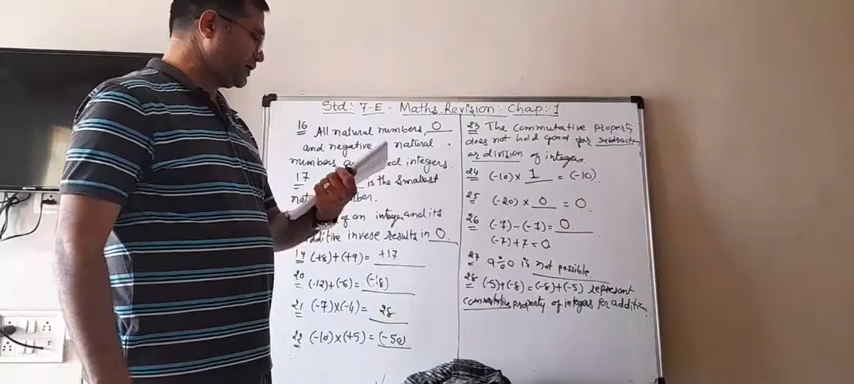 Std:- 7-E - Maths Revision: Chap:- 1
16 All natural numbers, 0
and negative natural
numbers integers.
17 is the smallest
number.
of an integer and its
additive invese results in 0
19 (+8)+(+9)= +17
20 (-12)+(-6)= (-18)
21 (-7)×(-4)= 28
22 (-10)×(+5)= (-50)
23 The commutative property
does not hold good for subtraction
or division of integers.
24 (-10)× 1 = (-10)
25 (-20) × 0 = 0
26 (-7)-(-7)= 0
(-7)+7=0
27 a÷0 is not possible
28 (-5)+(-8)=(-8)+(-5) represent
commutative property of integers for addition